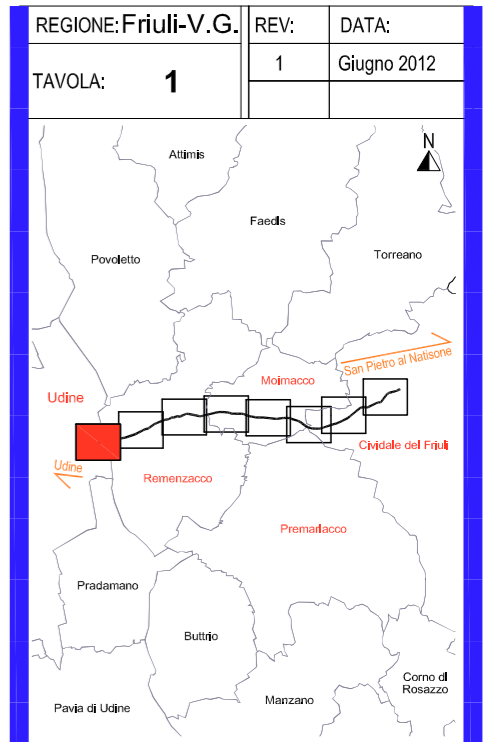 REGIONE: Friuli-V.G. REV: DATA:
TAVOLA: 1 1 Giugno 2012
N
Attimis
Faedis
Povoletto
Torreano
San Pietro al Natisone
Moimacco
Udine
Cividale del Friuli
Udine
Remenzacco
Premariacco
Pradamano
Buttrio
Corno di
Rosazzo
Manzano
Pavia di Udine